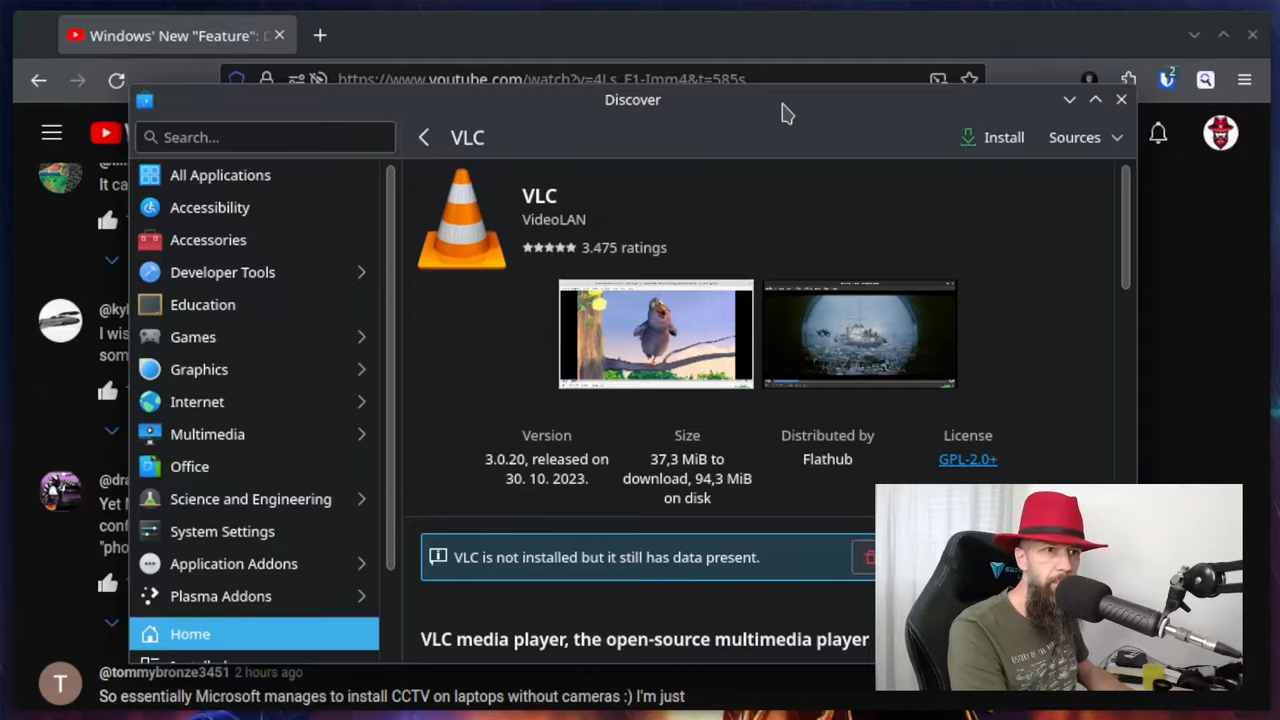 Windows' New "Feature": D
https://www.youtube.com/watch?v=4Ls_F1-Imm4&t=585s
2
Discover
Search...
VLC
Install
Sources
All Applications
Accessibility
Accessories
Developer Tools
Education
Games
Graphics
Internet
Multimedia
Office
Science and Engineering
System Settings
Application Addons
Plasma Addons
Home
VLC
VideoLAN
3.475 ratings
Version
3.0.20, released on
30. 10. 2023.
Size
37,3 MiB to
download, 94,3 MiB
on disk
Distributed by
Flathub
License
GPL-2.0+
VLC is not installed but it still has data present.
VLC media player, the open-source multimedia player
It ca
@kyl
I wis
som
@dra
Yet M
conf
"pho
T
@tommybronze3451 2 hours ago
So essentially Microsoft manages to install CCTV on laptops without cameras :) I'm just